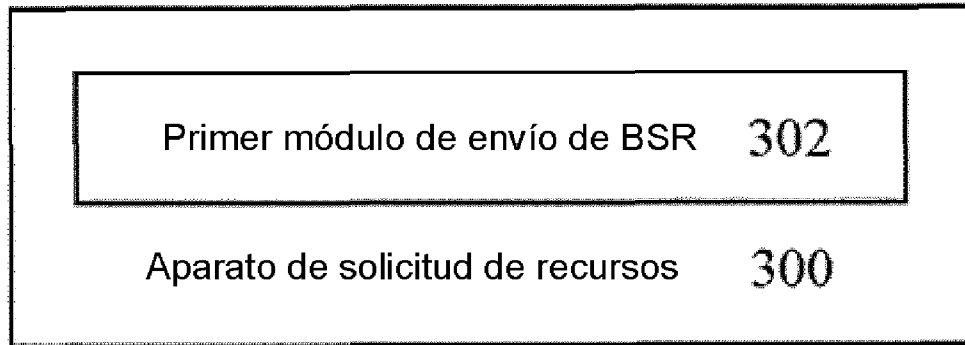 Primer módulo de envío de BSR 302
Aparato de solicitud de recursos 300